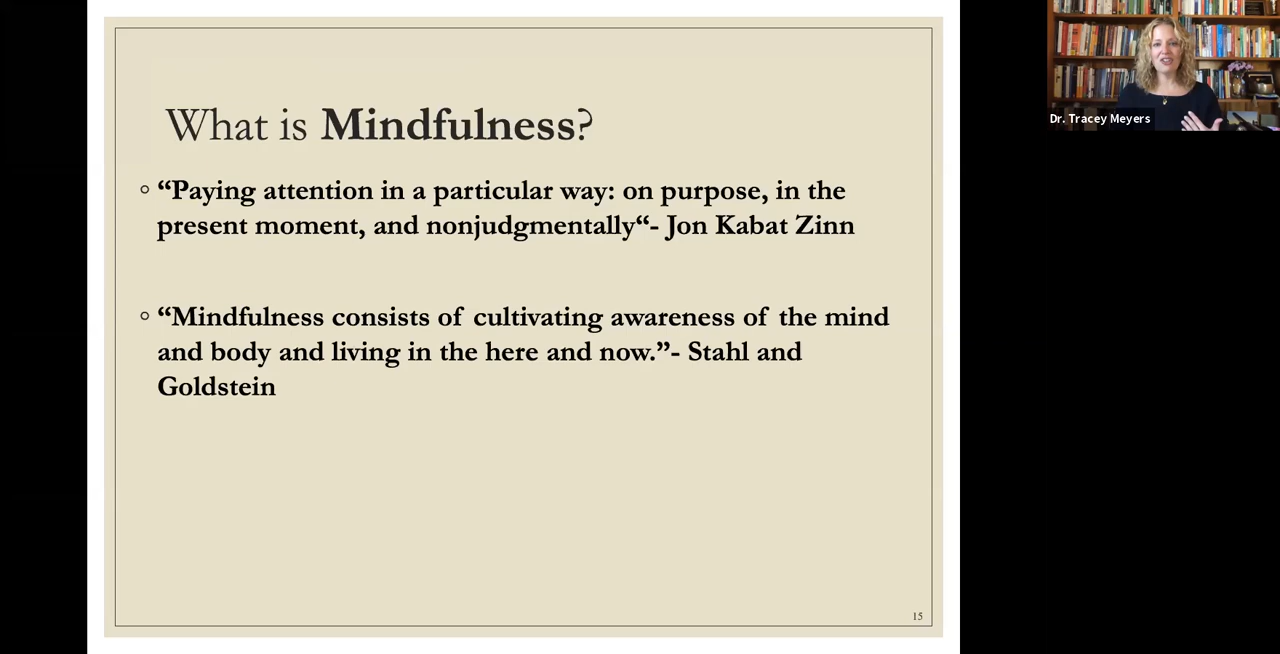 What is Mindfulness?
“Paying attention in a particular way: on purpose, in the
present moment, and nonjudgmentally“- Jon Kabat Zinn
“Mindfulness consists of cultivating awareness of the mind
and body and living in the here and now.”- Stahl and
Goldstein
15
Dr. Tracey Meyers